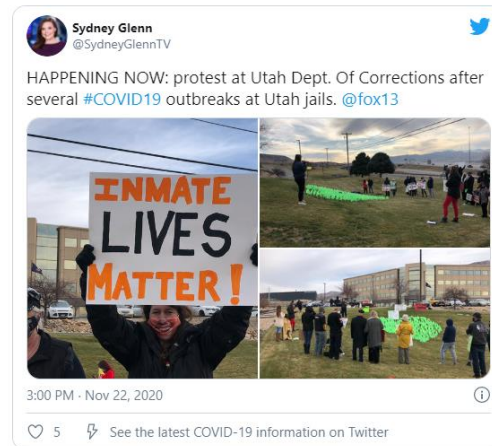 Sydney Glenn
@SydneyGlennTV
HAPPENING NOW: protest at Utah Dept. Of Corrections after
several #COVID19 outbreaks at Utah jails. @fox13
INMATE
LIVES
MATTER!
3:00 PM · Nov 22, 2020
5 See the latest COVID-19 information on Twitter